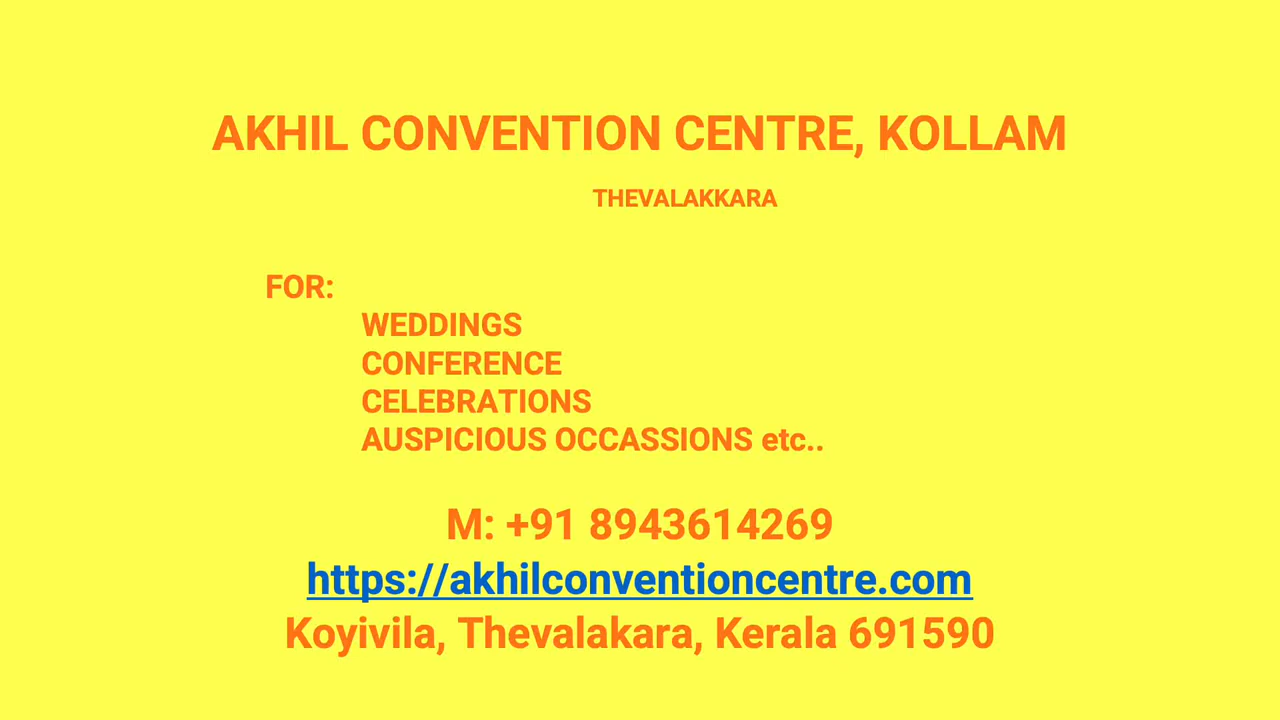 AKHIL CONVENTION CENTRE, KOLLAM
THEVALAKKARA
FOR:
WEDDINGS
CONFERENCE
CELEBRATIONS
AUSPICIOUS OCCASSIONS etc..
M: +91 8943614269
https://akhilconventioncentre.com
Koyivila, Thevalakara, Kerala 691590